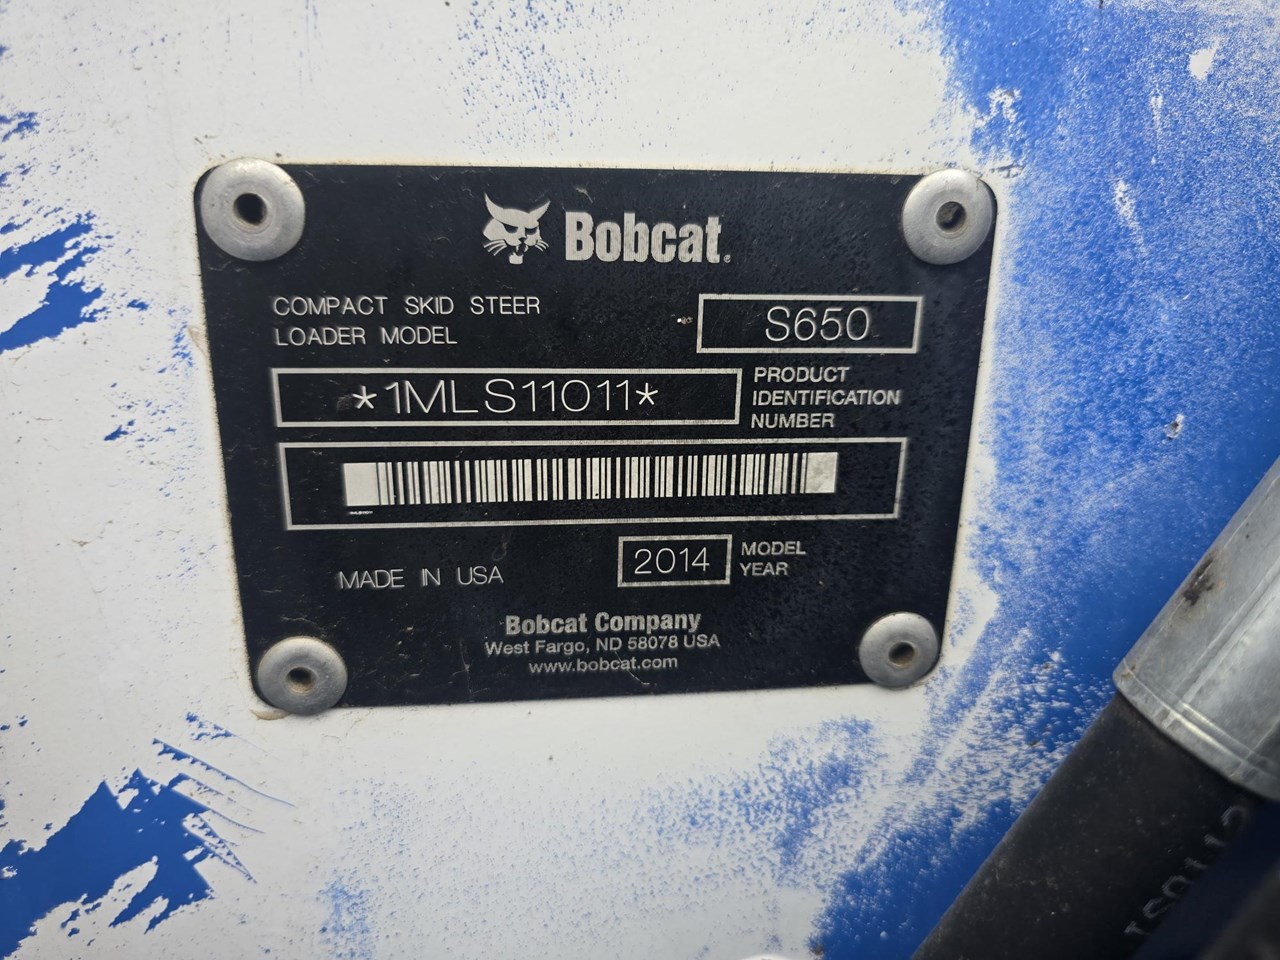 Bobcat.
COMPACT SKID STEER
LOADER MODEL
S650
*1MLS11011*
PRODUCT
IDENTIFICATION
NUMBER
MADE IN USA
2014
MODEL
YEAR
Bobcat Company
West Fargo, ND 58078 USA
www.bobcat.com